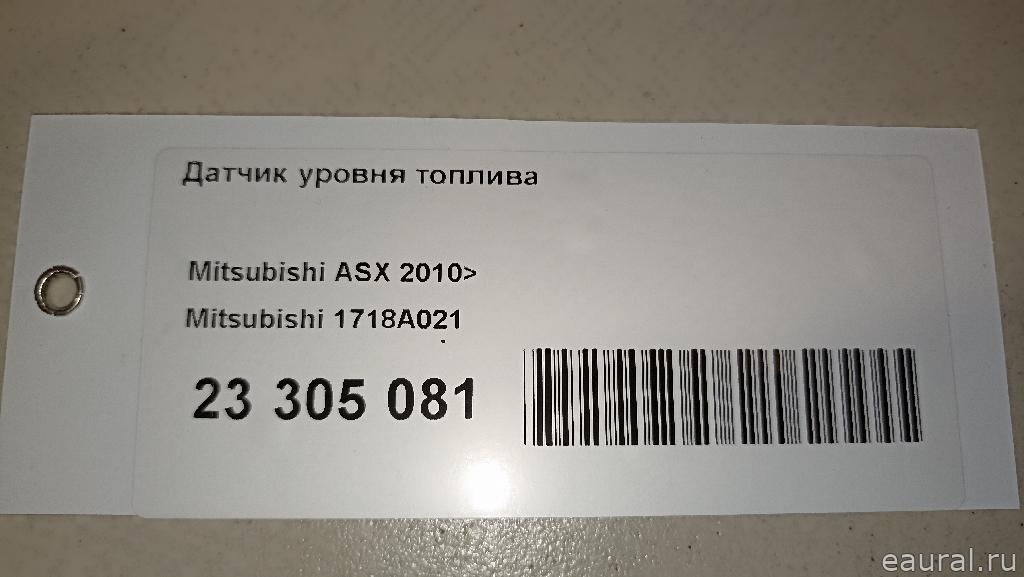 Датчик уровня топлива
Mitsubishi ASX 2010>
Mitsubishi 1718A021
23 305 081
eaural.ru